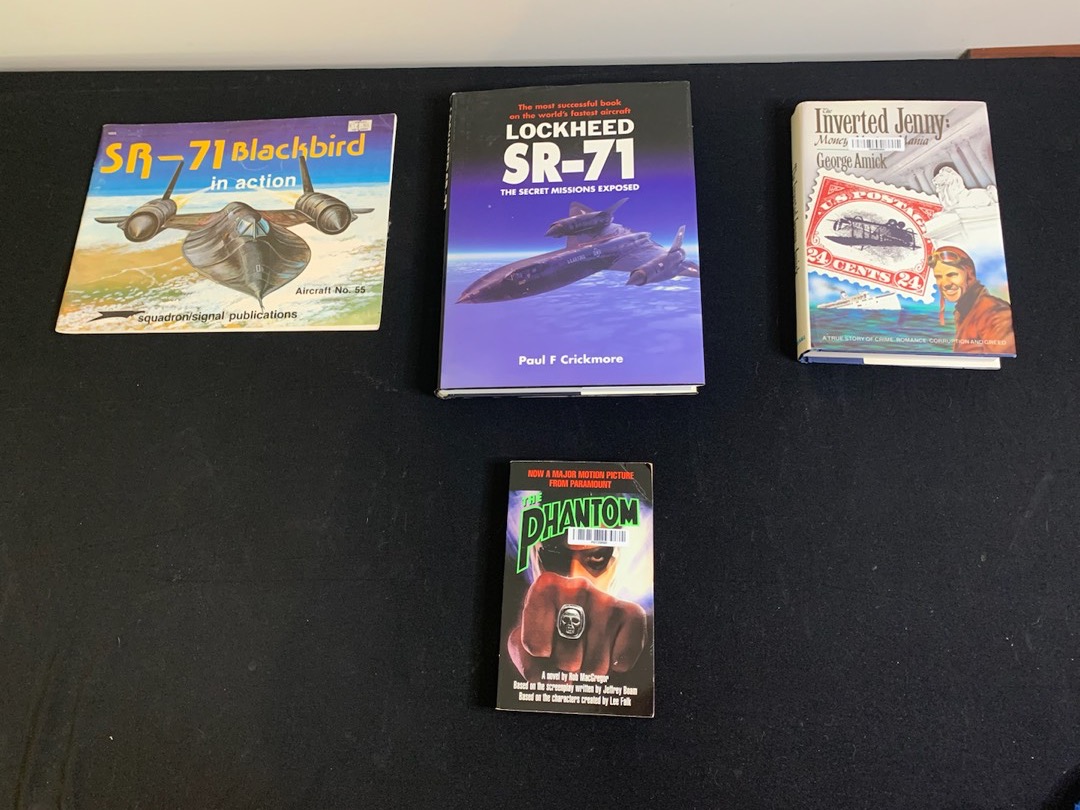 SR-71 Blackbird
in action
Aircraft No. 55
squadron/signal publications
The most successful book
on the world's fastest aircraft
LOCKHEED
SR-71
THE SECRET MISSIONS EXPOSED
Paul F Crickmore
The
Inverted Jenny:
Money
Mania
George Amick
U.S. POSTAGE
24 CENTS 24
A TRUE STORY OF CRIME, ROMANCE, CORRUPTION AND GREED
NOW A MAJOR MOTION PICTURE
FROM PARAMOUNT
THE
PHANTOM
A novel by Rob MacGregor
Based on the screenplay written by Jeffrey Boam
Based on the characters created by Lee Falk